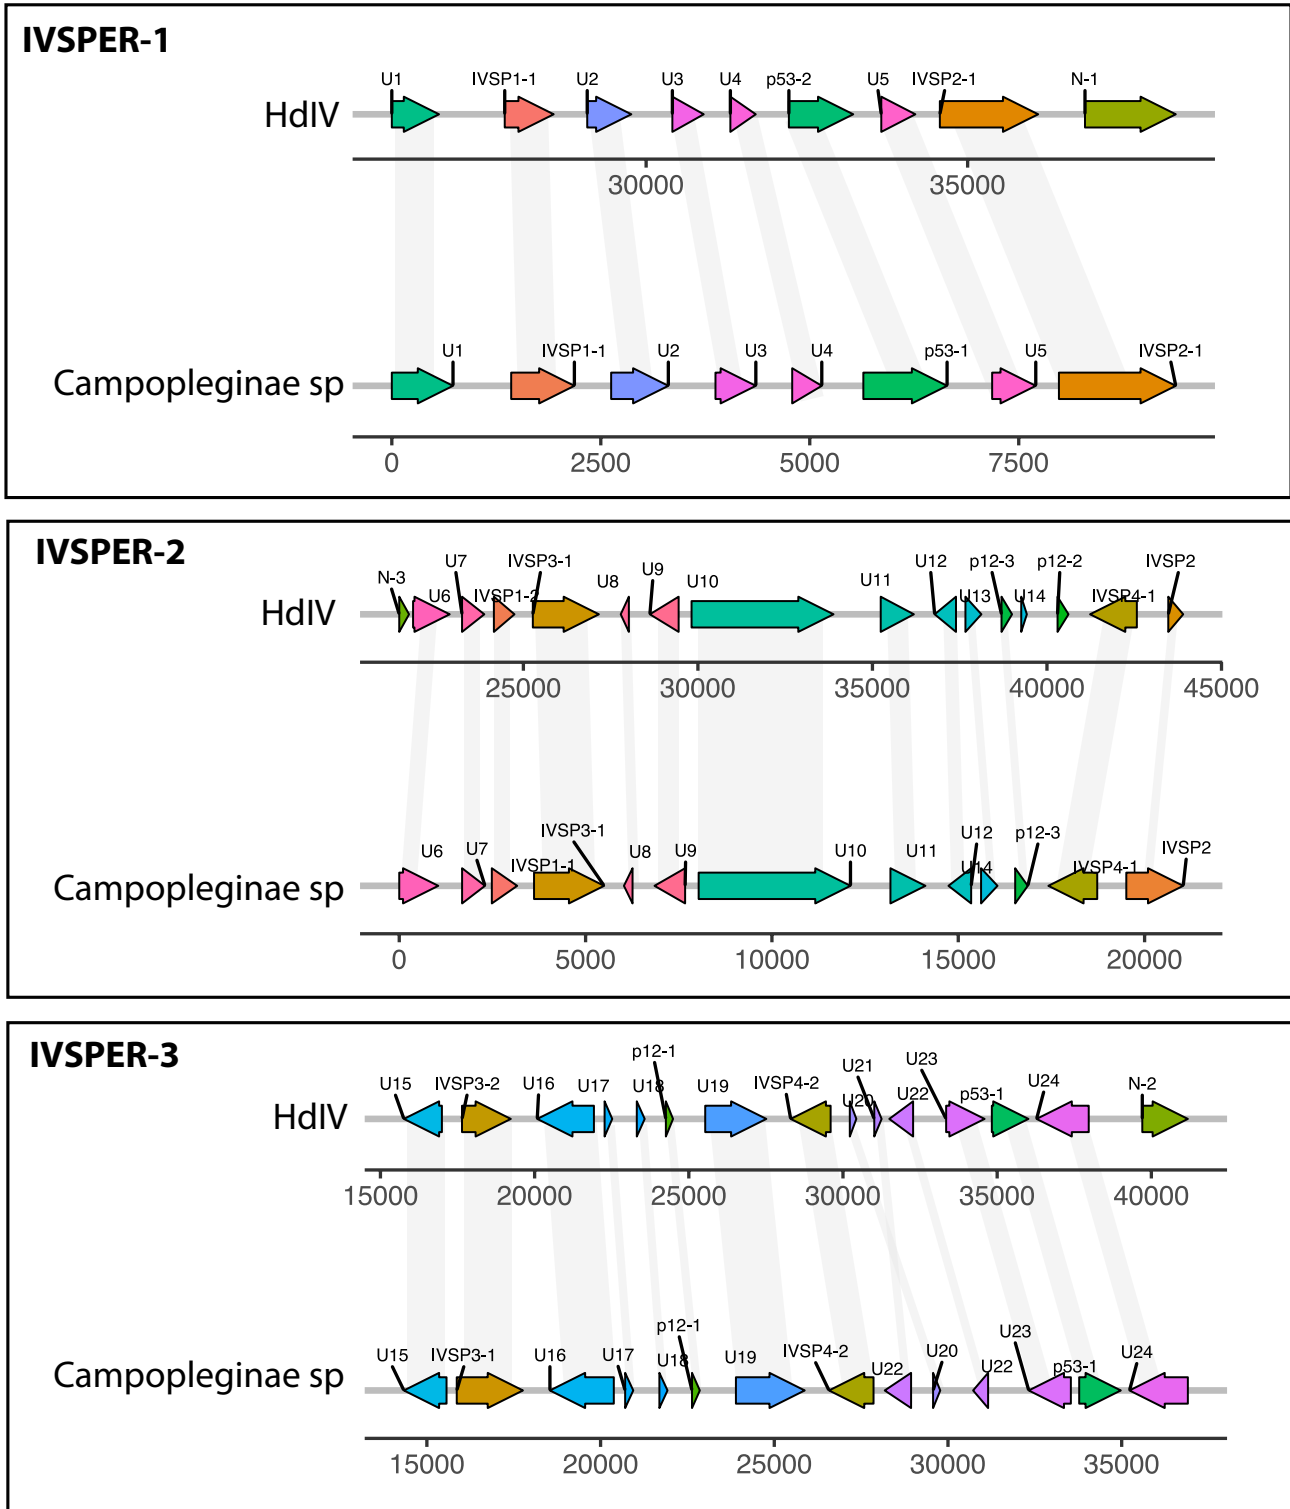 IVSPER-1
U1 IVSP1-1 U2 U3 U4 p53-2 U5 IVSP2-1 N-1
HdIV
30000 35000
U1 IVSP1-1 U2 U3 U4 p53-1 U5 IVSP2-1
Campopleginae sp
0 2500 5000 7500
IVSPER-2
N-3 U6 U7 IVSP1-2 IVSP3-1 U8 U9 U10 U11 U12 U13 p12-3 U14 p12-2 IVSP4-1 IVSP2
HdIV
25000 30000 35000 40000 45000
U6 U7 IVSP1-1 IVSP3-1 U8 U9 U10 U11 U12 U14 p12-3 IVSP4-1 IVSP2
Campopleginae sp
0 5000 10000 15000 20000
IVSPER-3
U15 IVSP3-2 U16 U17 U18 p12-1 U19 IVSP4-2 U20 U21 U22 U23 p53-1 U24 N-2
HdIV
15000 20000 25000 30000 35000 40000
U15 IVSP3-1 U16 U17 U18 p12-1 U19 IVSP4-2 U22 U20 U22 U23 p53-1 U24
Campopleginae sp
15000 20000 25000 30000 35000